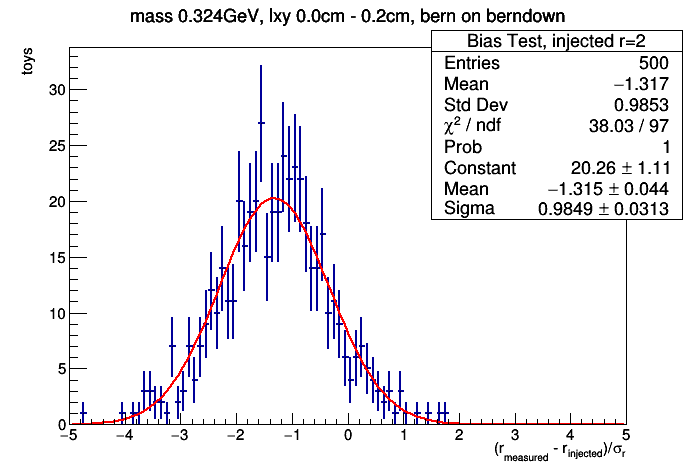 mass 0.324GeV, lxy 0.0cm - 0.2cm, bern on berndown
toys
Bias Test, injected r=2
Entries 500
Mean −1.317
Std Dev 0.9853
χ² / ndf 38.03 / 97
Prob 1
Constant 20.26 ± 1.11
Mean −1.315 ± 0.044
Sigma 0.9849 ± 0.0313
30
25
20
15
10
5
0
−5 −4 −3 −2 −1 0 1 2 3 4 5
(r_measured - r_injected)/σ_r